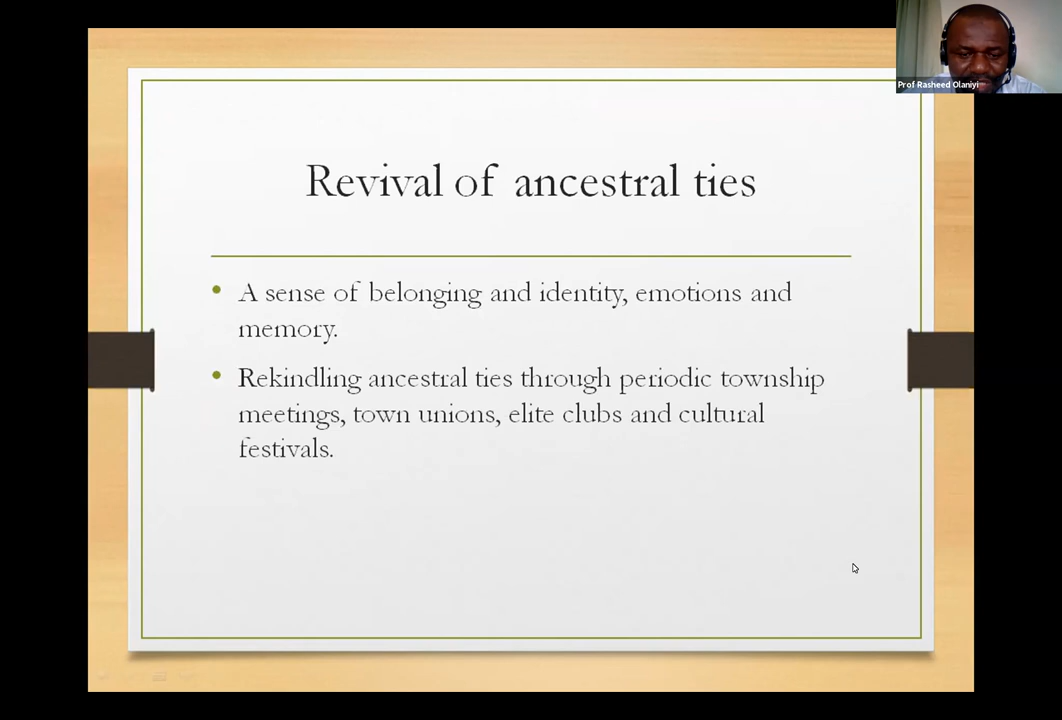 Prof Rasheed Olaniyi
Revival of ancestral ties
• A sense of belonging and identity, emotions and
memory.
• Rekindling ancestral ties through periodic township
meetings, town unions, elite clubs and cultural
festivals.